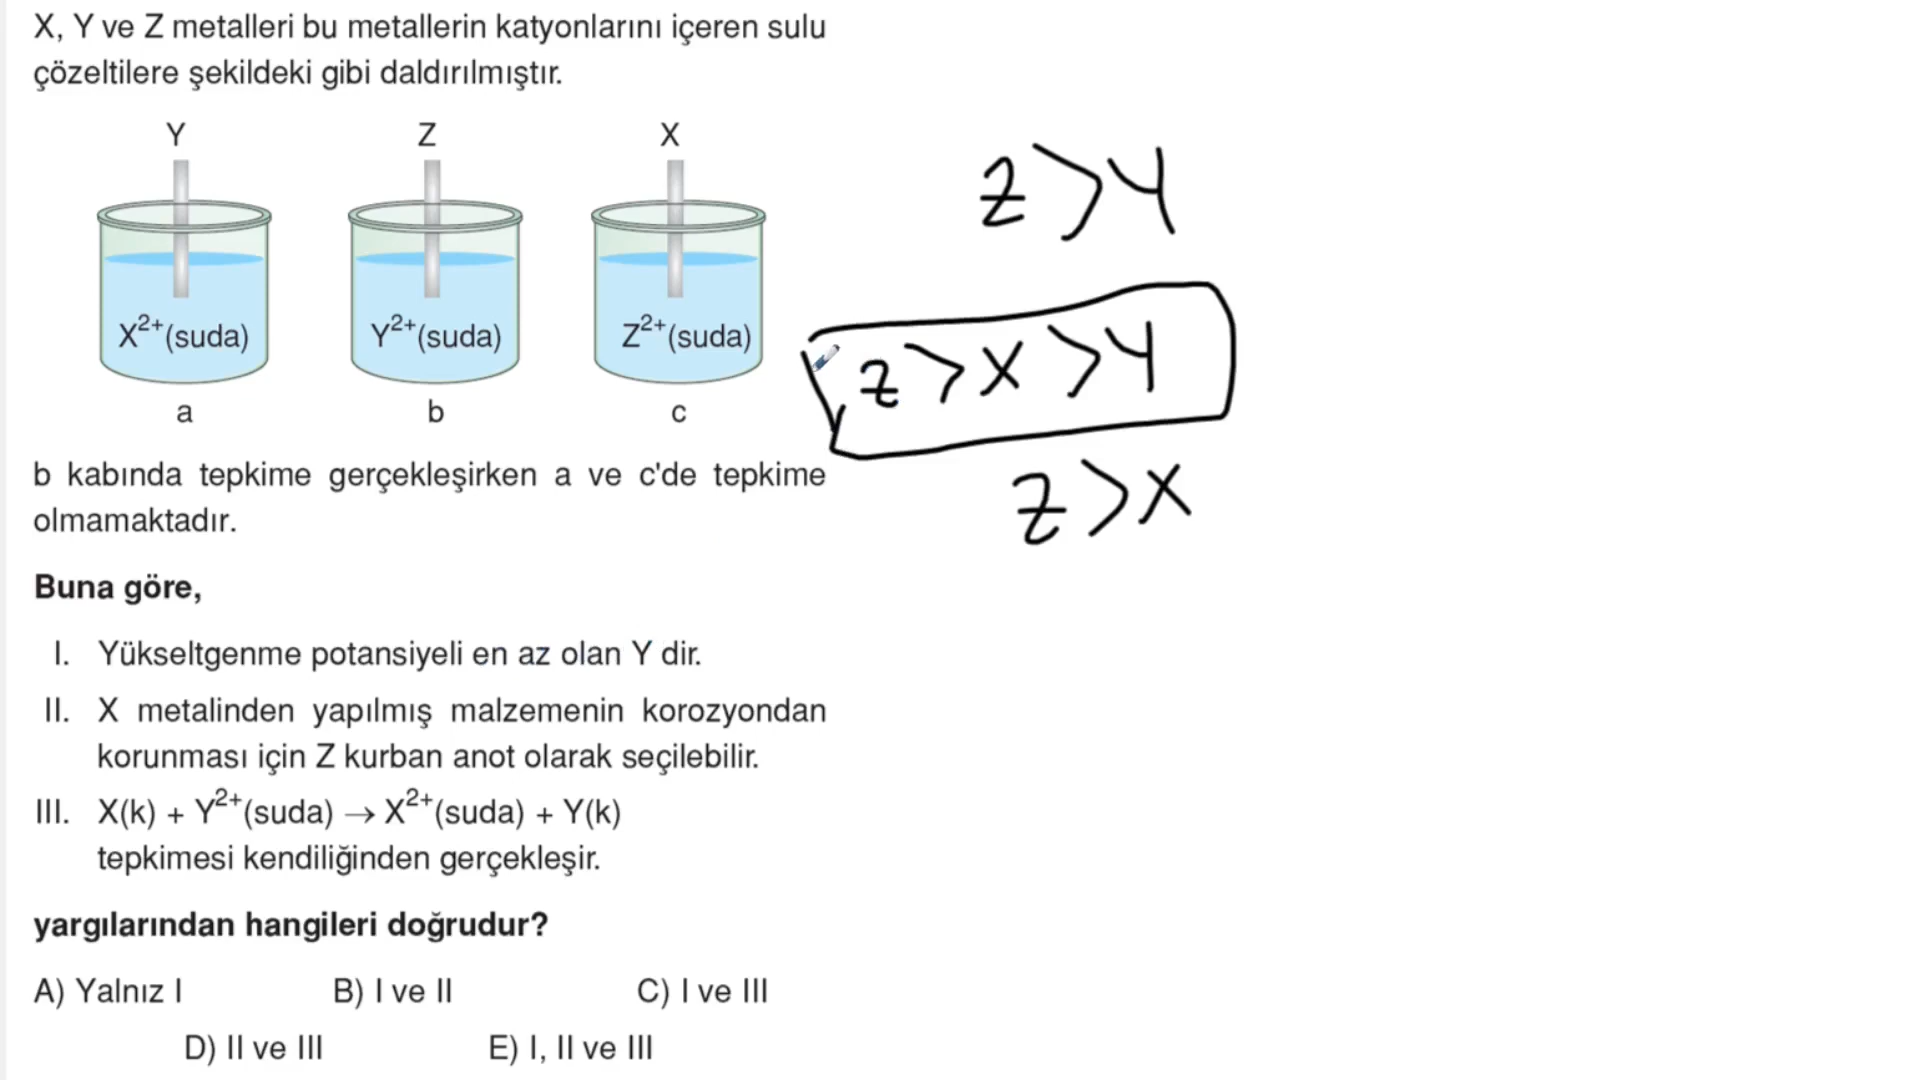 X, Y ve Z metalleri bu metallerin katyonlarını içeren sulu
çözeltilere şekildeki gibi daldırılmıştır.
Y
Z
X
X²⁺(suda)
Y²⁺(suda)
Z²⁺(suda)
a
b
c
z>Y
z>X>Y
z>X
b kabında tepkime gerçekleşirken a ve c'de tepkime
olmamaktadır.
Buna göre,
I. Yükseltgenme potansiyeli en az olan Y dir.
II. X metalinden yapılmış malzemenin korozyondan
korunması için Z kurban anot olarak seçilebilir.
III. X(k) + Y²⁺(suda) → X²⁺(suda) + Y(k)
tepkimesi kendiliğinden gerçekleşir.
yargılarından hangileri doğrudur?
A) Yalnız I
B) I ve II
C) I ve III
D) II ve III
E) I, II ve III